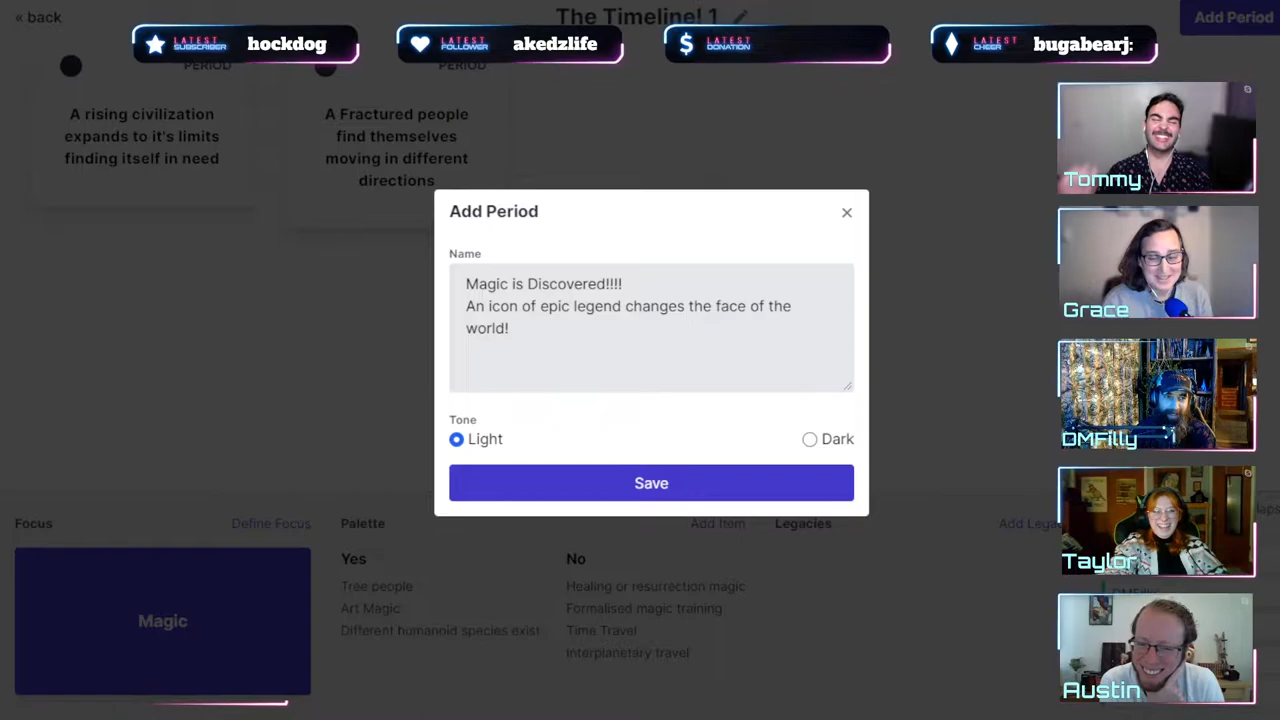 « back
The Timeline! 1
Add Period
LATEST SUBSCRIBER
hockdog
LATEST FOLLOWER
akedzlife
LATEST DONATION
LATEST CHEER
bugabearj:
PERIOD
PERIOD
A rising civilization
expands to it's limits
finding itself in need
A Fractured people
find themselves
moving in different
directions
Add Period
Name
Magic is Discovered!!!!
An icon of epic legend changes the face of the
world!
Tone
Light
Dark
Save
Tommy
Grace
DMFilly
Taylor
Austin
Focus
Define Focus
Palette
Add Item
Legacies
Add Lega
Magic
Yes
Tree people
Art Magic
Different humanoid species exist
No
Healing or resurrection magic
Formalised magic training
Time Travel
Interplanetary travel